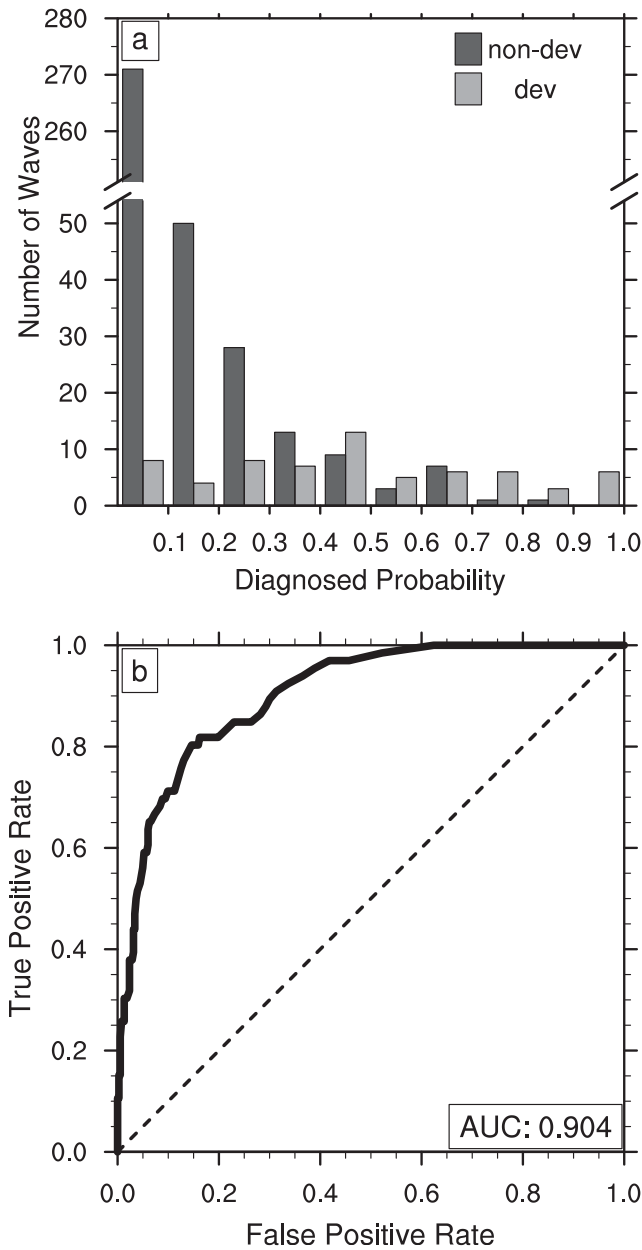 a
non-dev
dev
280
270
260
50
40
30
20
10
0
Number of Waves
0.1 0.2 0.3 0.4 0.5 0.6 0.7 0.8 0.9 1.0
Diagnosed Probability
b
1.0
0.8
0.6
0.4
0.2
0.0
True Positive Rate
AUC: 0.904
0.0 0.2 0.4 0.6 0.8 1.0
False Positive Rate